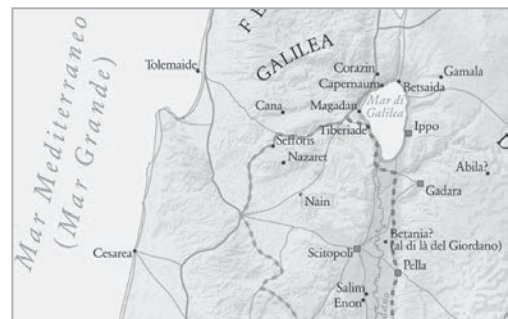 GALILEA
Mar Mediterraneo
(Mar Grande)
Tolemaide
Corazin
Capernaum
Betsaida
Gamala
Cana
Magadan
Mar di
Galilea
Tiberiade
Ippo
Seffòris
Nazaret
Abila?
Gadara
Nain
Betania?
(al di là del Giordano)
Cesarea
Scitopoli
Pella
Salim
Enon